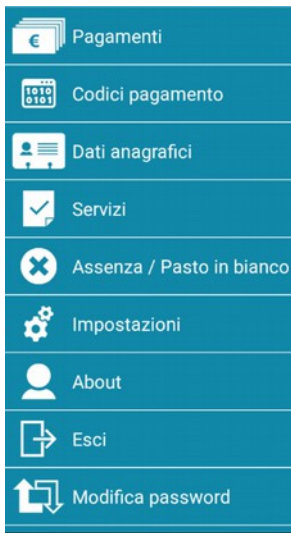 Pagamenti
Codici pagamento
Dati anagrafici
Servizi
Assenza / Pasto in bianco
Impostazioni
About
Esci
Modifica password